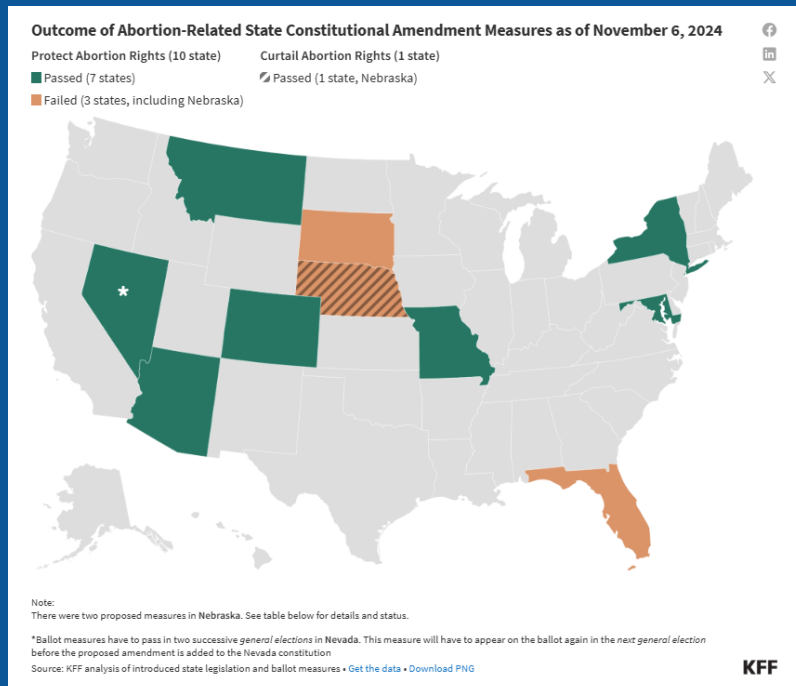 Outcome of Abortion-Related State Constitutional Amendment Measures as of November 6, 2024
Protect Abortion Rights (10 state) Curtail Abortion Rights (1 state)
Passed (7 states) Passed (1 state, Nebraska)
Failed (3 states, including Nebraska)
*
Note:
There were two proposed measures in Nebraska. See table below for details and status.
*Ballot measures have to pass in two successive general elections in Nevada. This measure will have to appear on the ballot again in the next general election
before the proposed amendment is added to the Nevada constitution
Source: KFF analysis of introduced state legislation and ballot measures • Get the data • Download PNG
KFF